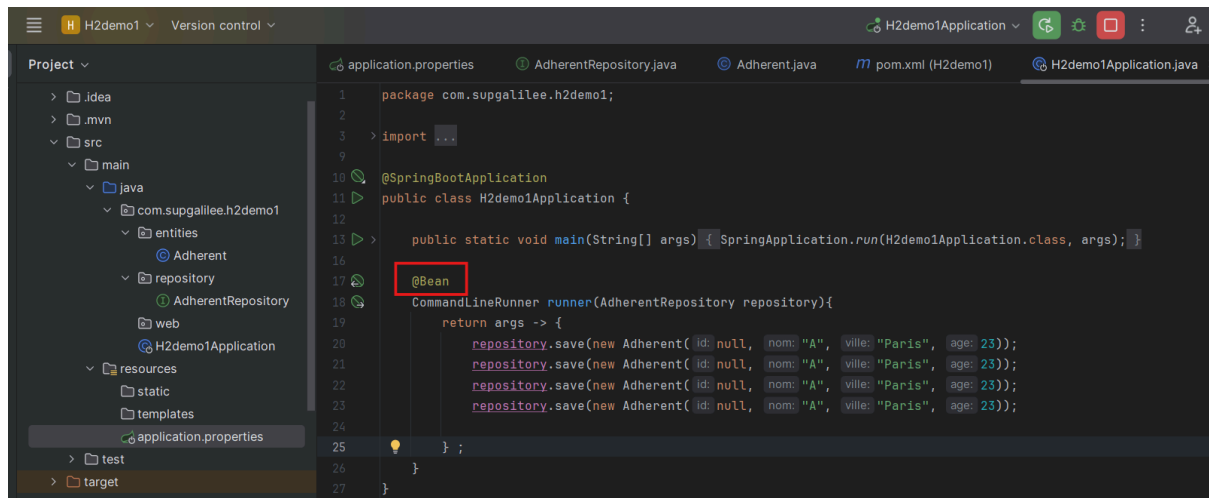 H H2demo1 Version control H2demo1Application
Project
application.properties AdherentRepository.java Adherent.java pom.xml (H2demo1) H2demo1Application.java
.idea
.mvn
src
main
java
com.supgalilee.h2demo1
entities
Adherent
repository
AdherentRepository
web
H2demo1Application
resources
static
templates
application.properties
test
target
1 package com.supgalilee.h2demo1;
2
3 import ...
9
10 @SpringBootApplication
11 public class H2demo1Application {
12
13 public static void main(String[] args) { SpringApplication.run(H2demo1Application.class, args); }
16
17 @Bean
18 CommandLineRunner runner(AdherentRepository repository){
19 return args -> {
20 repository.save(new Adherent( id: null, nom: "A", ville: "Paris", age: 23));
21 repository.save(new Adherent( id: null, nom: "A", ville: "Paris", age: 23));
22 repository.save(new Adherent( id: null, nom: "A", ville: "Paris", age: 23));
23 repository.save(new Adherent( id: null, nom: "A", ville: "Paris", age: 23));
24
25 } ;
26 }
27 }